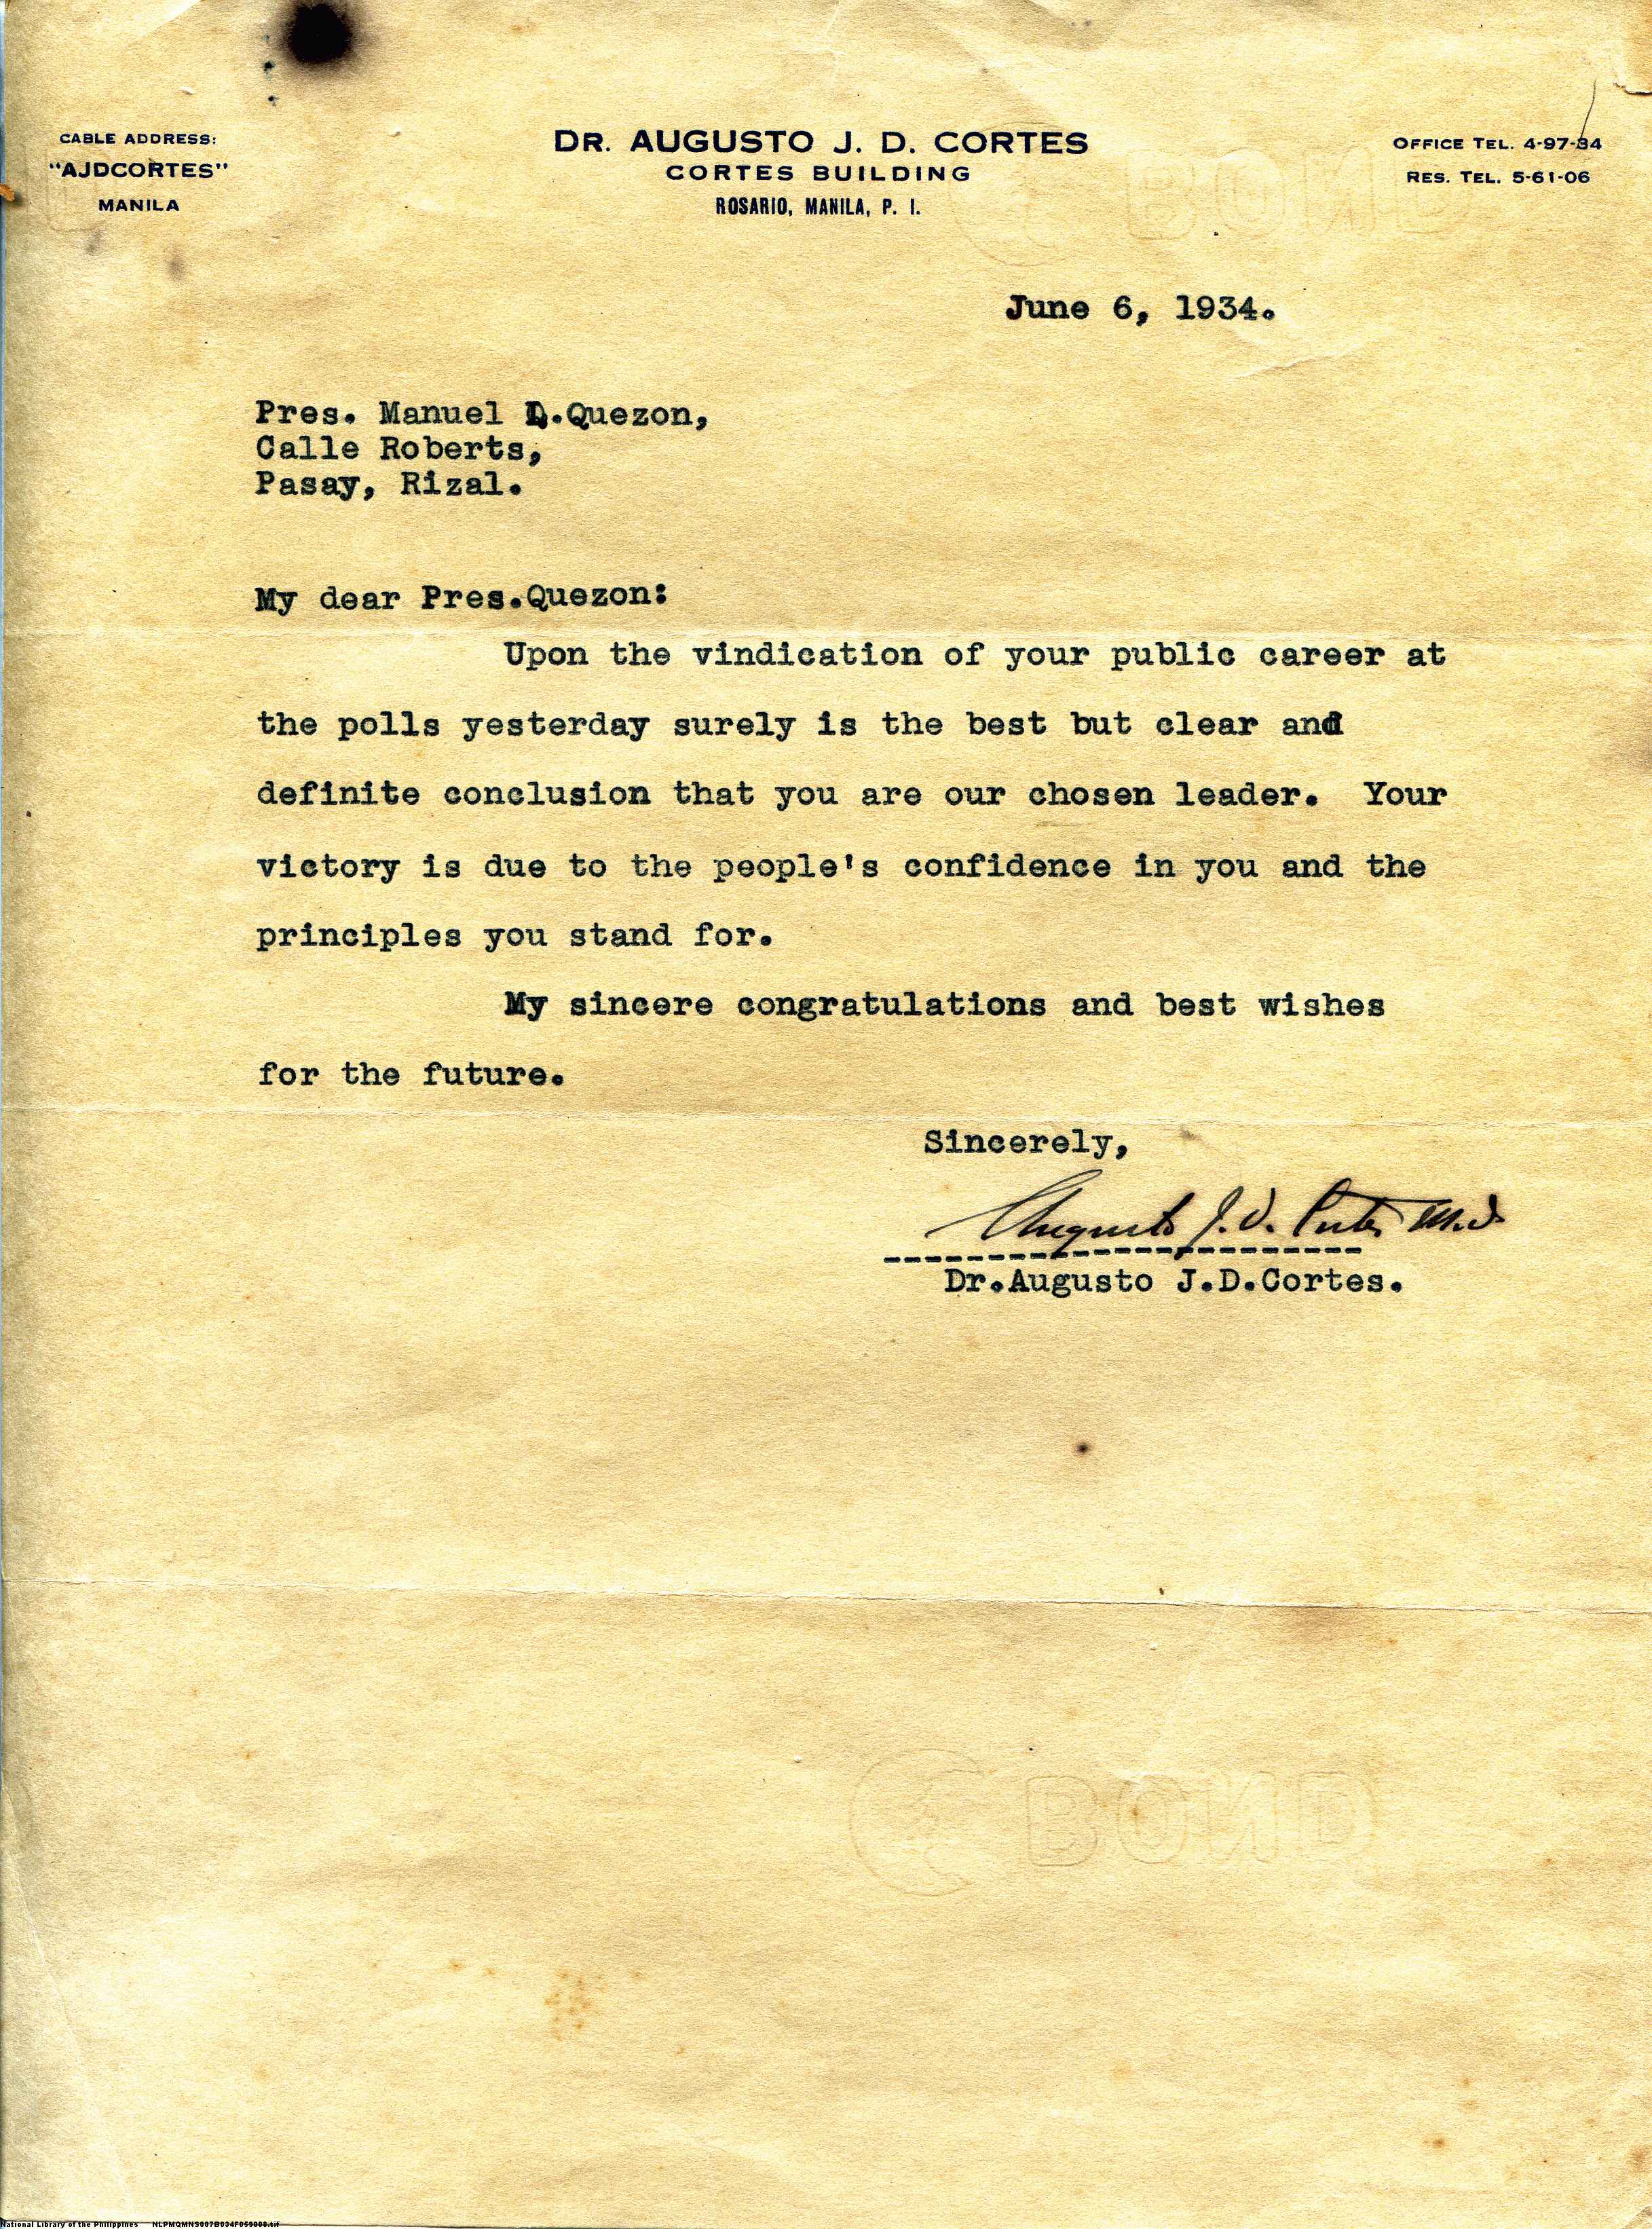 CABLE ADDRESS:
"AJDCORTES"
MANILA
DR. AUGUSTO J. D. CORTES
CORTES BUILDING
ROSARIO, MANILA, P. I.
OFFICE TEL. 4-97-34
RES. TEL. 5-61-06
June 6, 1934.
Pres. Manuel L.Quezon,
Calle Roberts,
Pasay, Rizal.
My dear Pres.Quezon:
Upon the vindication of your public career at
the polls yesterday surely is the best but clear and
definite conclusion that you are our chosen leader. Your
victory is due to the people's confidence in you and the
principles you stand for.
My sincere congratulations and best wishes
for the future.
Sincerely,
Augusto J. D. Cortes M.D.
Dr.Augusto J.D.Cortes.
BOND
National Library of the Philippines